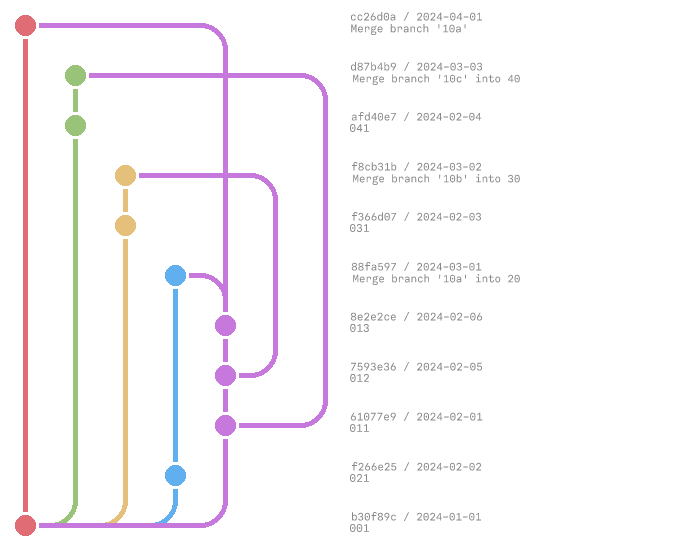 cc26d0a / 2024-04-01
Merge branch '10a'
d87b4b9 / 2024-03-03
Merge branch '10c' into 40
afd40e7 / 2024-02-04
041
f8cb31b / 2024-03-02
Merge branch '10b' into 30
f366d07 / 2024-02-03
031
88fa597 / 2024-03-01
Merge branch '10a' into 20
8e2e2ce / 2024-02-06
013
7593e36 / 2024-02-05
012
61077e9 / 2024-02-01
011
f266e25 / 2024-02-02
021
b30f89c / 2024-01-01
001